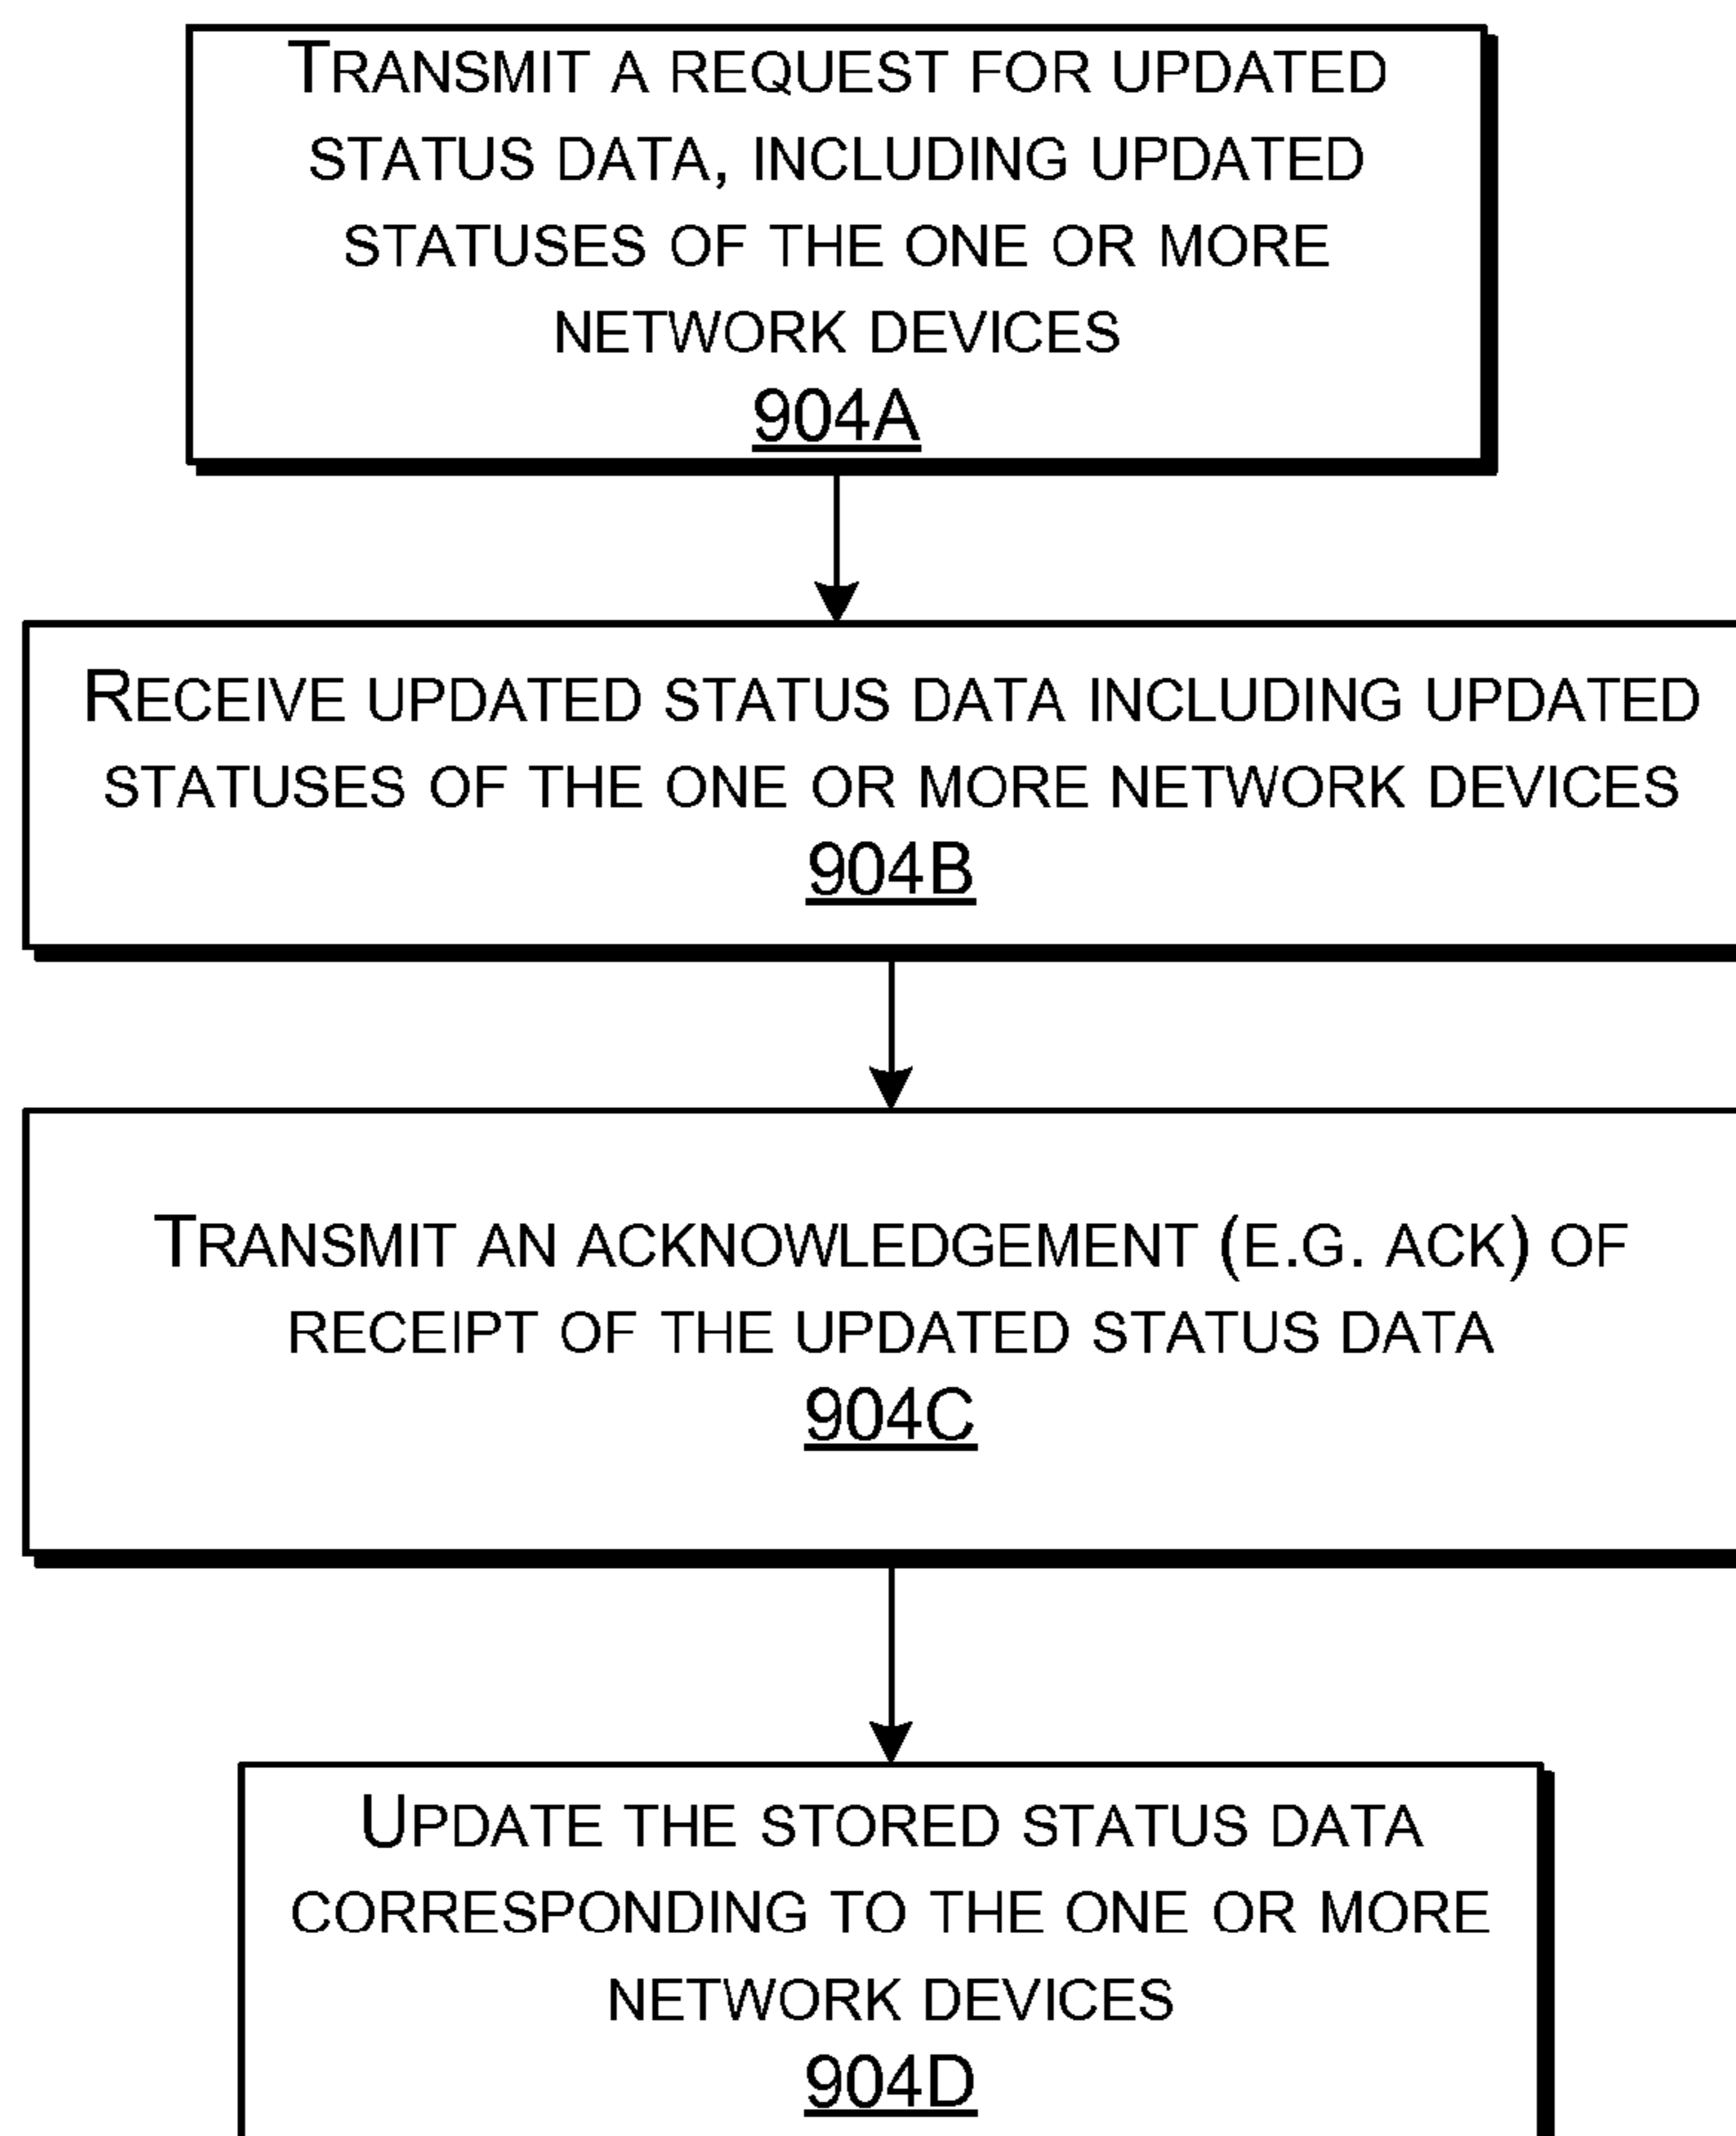 TRANSMIT A REQUEST FOR UPDATED
STATUS DATA, INCLUDING UPDATED
STATUSES OF THE ONE OR MORE
NETWORK DEVICES
904A
RECEIVE UPDATED STATUS DATA INCLUDING UPDATED
STATUSES OF THE ONE OR MORE NETWORK DEVICES
904B
TRANSMIT AN ACKNOWLEDGEMENT (E.G. ACK) OF
RECEIPT OF THE UPDATED STATUS DATA
904C
UPDATE THE STORED STATUS DATA
CORRESPONDING TO THE ONE OR MORE
NETWORK DEVICES
904D